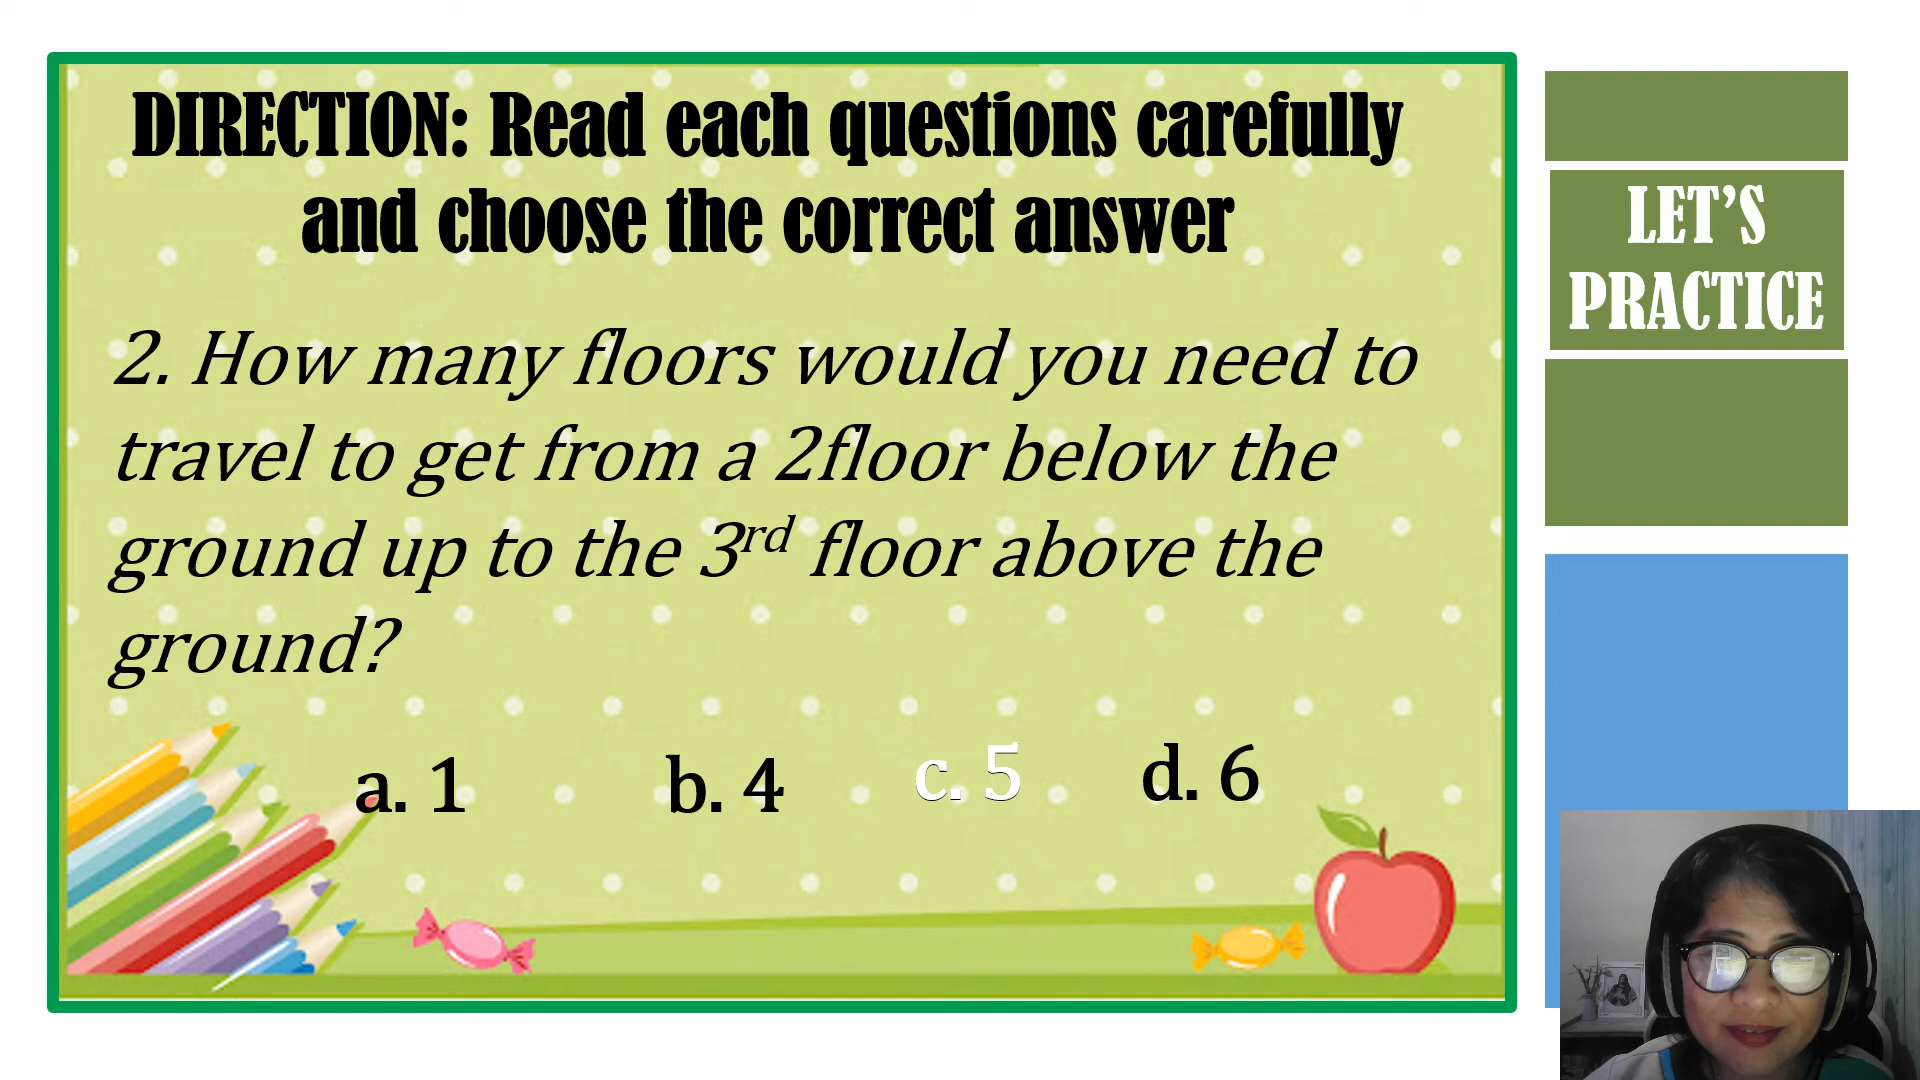 DIRECTION: Read each questions carefully
and choose the correct answer
2. How many floors would you need to
travel to get from a 2floor below the
ground up to the 3rd floor above the
ground?
a. 1 b. 4 c. 5 d. 6
LET’S
PRACTICE